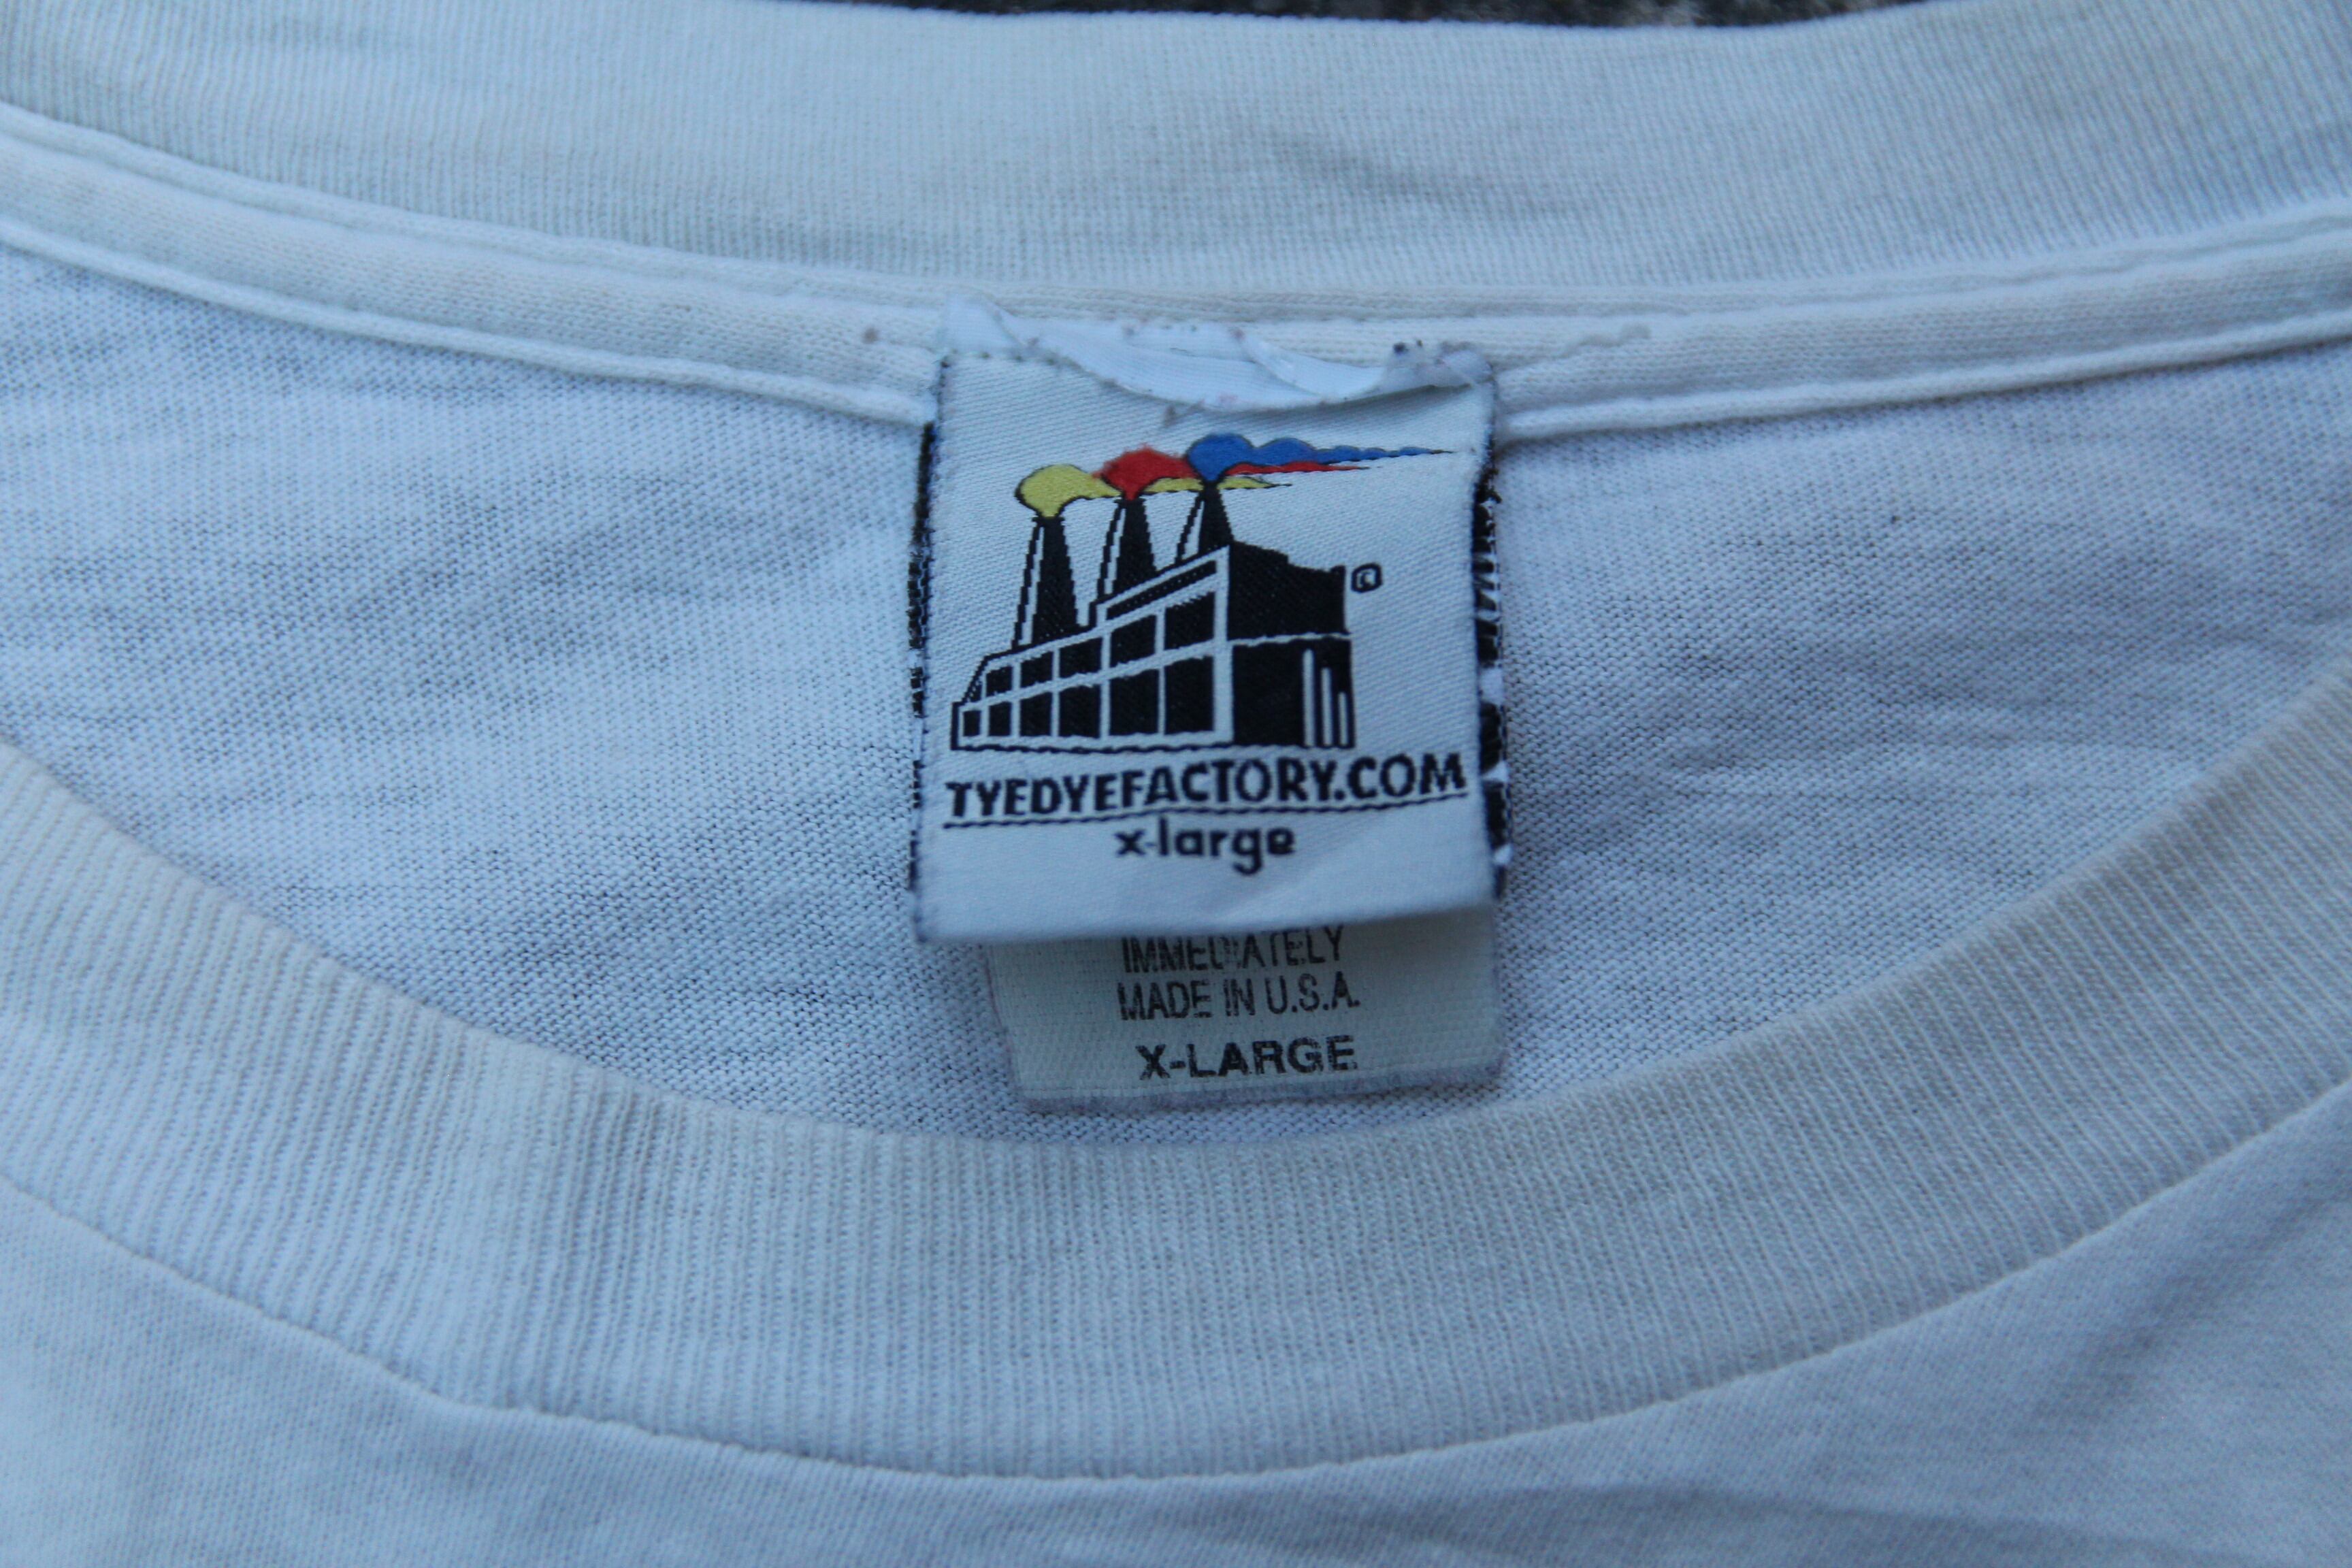 ©
TYEDYEFACTORY.COM
x-large
IMMEDIATELY
MADE IN U.S.A.
X-LARGE